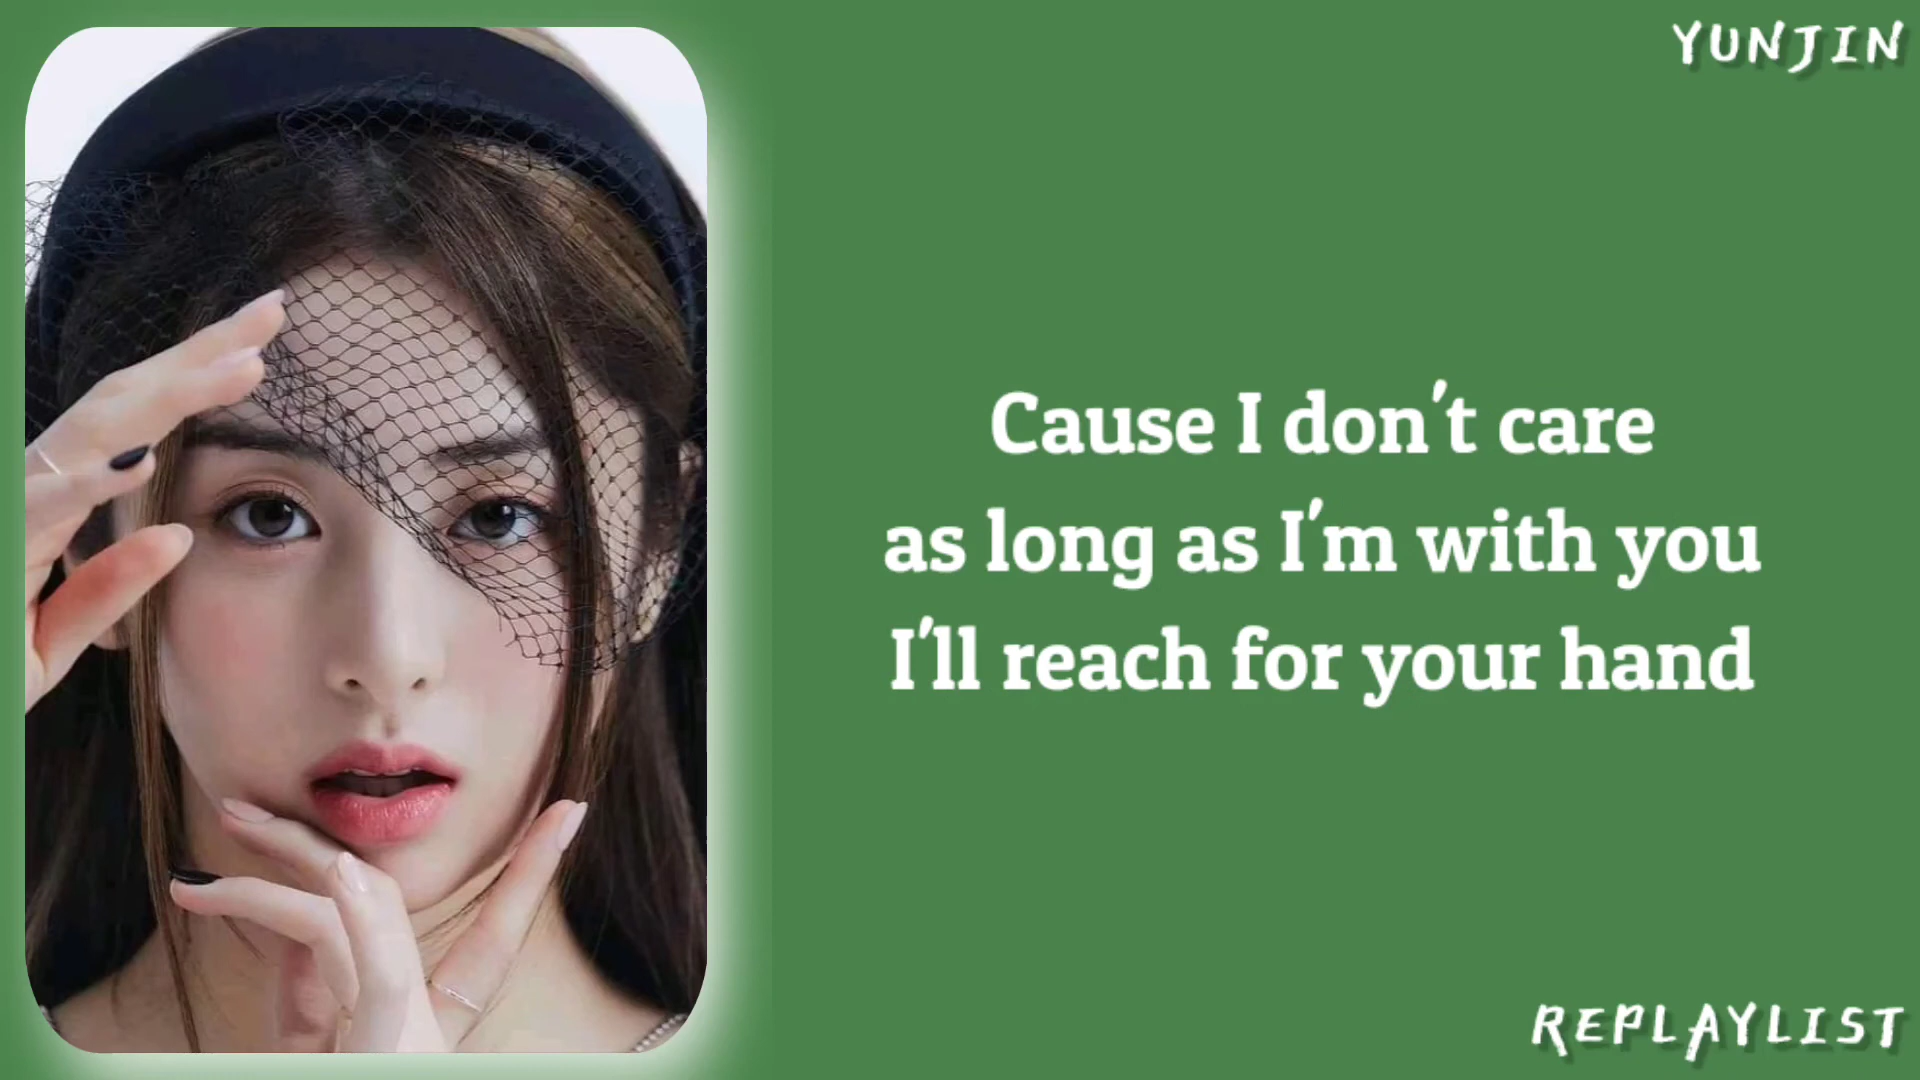 YUNJIN
Cause I don't care
as long as I'm with you
I'll reach for your hand
REPLAYLIST